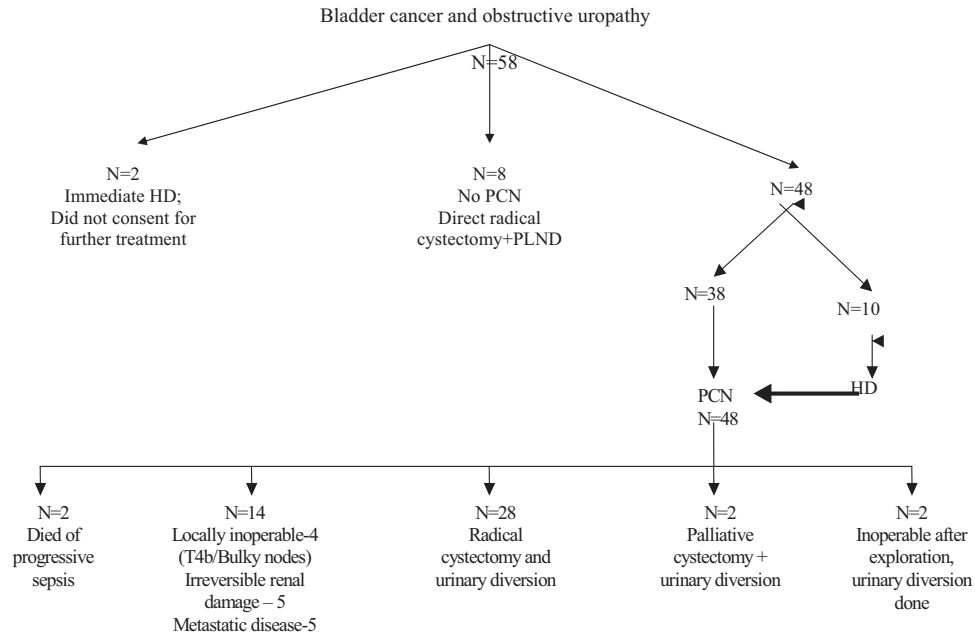 Bladder cancer and obstructive uropathy
N=58
N=2
Immediate HD;
Did not consent for
further treatment
N=8
No PCN
Direct radical
cystectomy+PLND
N=48
N=38
N=10
HD
PCN
N=48
N=2
Died of
progressive
sepsis
N=14
Locally inoperable-4
(T4b/Bulky nodes)
Irreversible renal
damage – 5
Metastatic disease-5
N=28
Radical
cystectomy and
urinary diversion
N=2
Palliative
cystectomy +
urinary diversion
N=2
Inoperable after
exploration,
urinary diversion
done